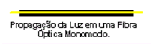 Propagação da Luz em uma Fibra
Óptica Monomodo.